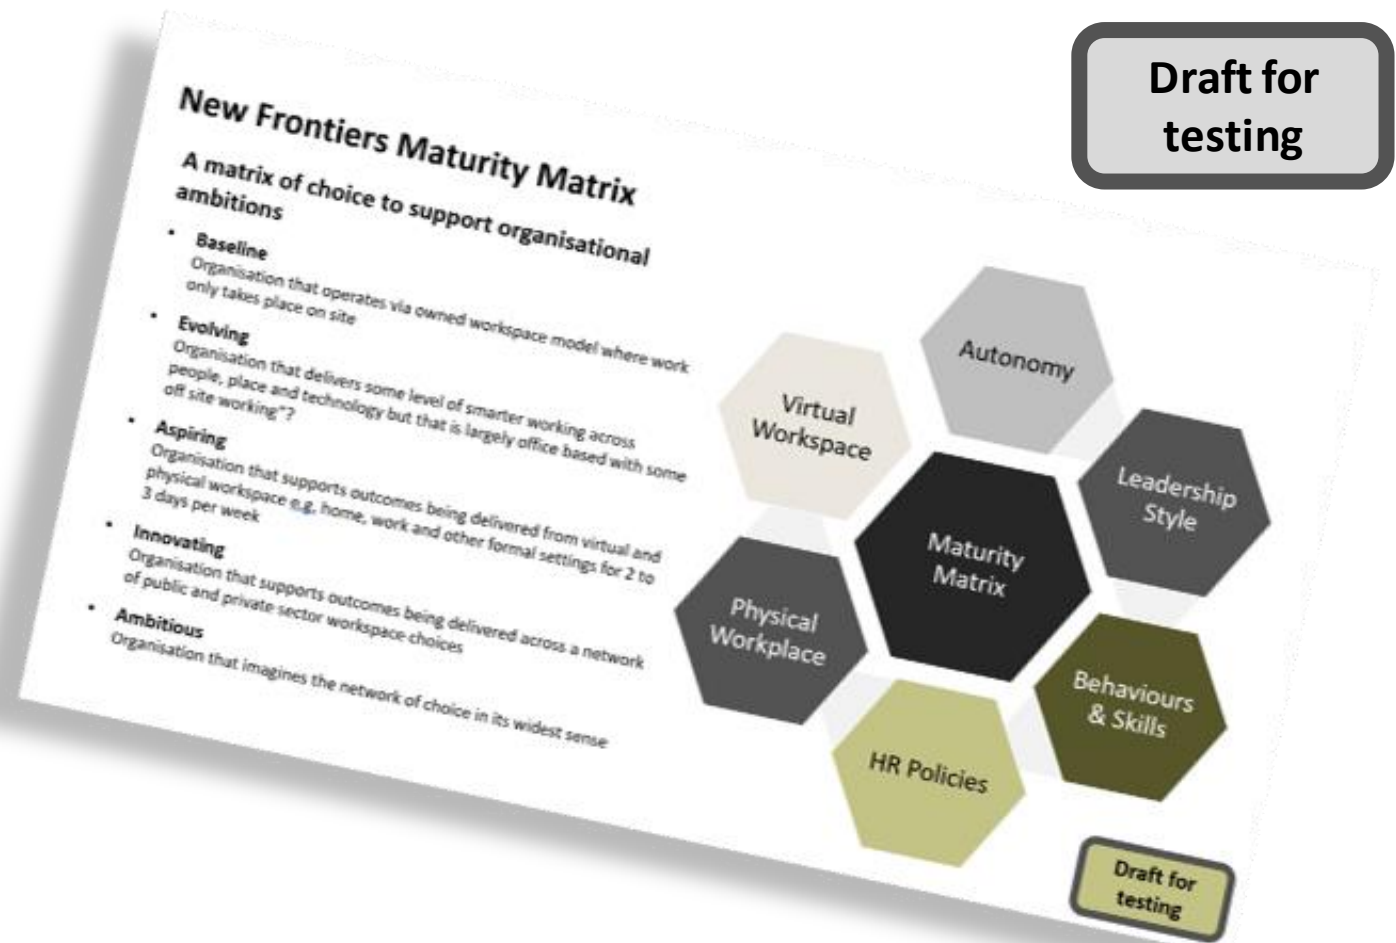 Draft for
testing
New Frontiers Maturity Matrix
A matrix of choice to support organisational
ambitions
• Baseline
Organisation that operates via owned workspace model where work
only takes place on site
• Evolving
Organisation that delivers some level of smarter working across
people, place and technology but that is largely office based with some
off site working"?
• Aspiring
Organisation that supports outcomes being delivered from virtual and
physical workspace e.g. home, work and other formal settings for 2 to
3 days per week
• Innovating
Organisation that supports outcomes being delivered across a network
of public and private sector workspace choices
• Ambitious
Organisation that imagines the network of choice in its widest sense
Autonomy
Virtual
Workspace
Leadership
Style
Maturity
Matrix
Physical
Workplace
Behaviours
& Skills
HR Policies
Draft for
testing